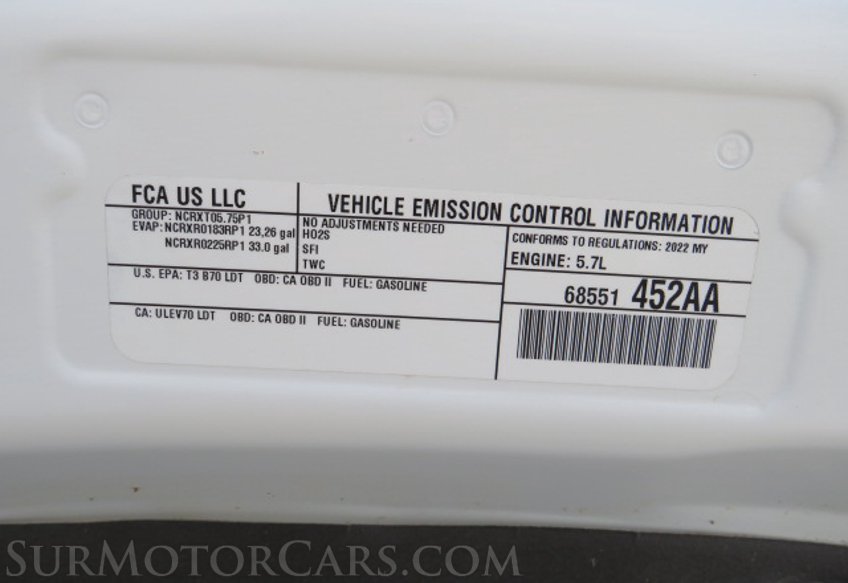 FCA US LLC
GROUP: NCRXT05.75P1
EVAP: NCRXR0183RP1 23,26 gal
NCRXR0225RP1 33.0 gal
VEHICLE EMISSION CONTROL INFORMATION
NO ADJUSTMENTS NEEDED
HO2S
SFI
TWC
CONFORMS TO REGULATIONS: 2022 MY
ENGINE: 5.7L
U.S. EPA: T3 B70 LDT OBD: CA OBD II FUEL: GASOLINE
CA: ULEV70 LDT OBD: CA OBD II FUEL: GASOLINE
68551 452AA
SURMOTORCARS.COM